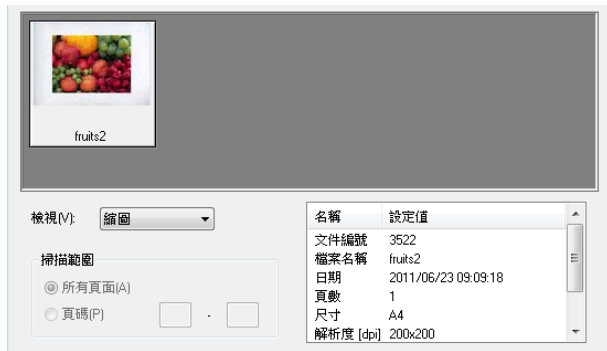 fruits2
檢視(V):
縮圖
掃描範圍
所有頁面(A)
頁碼(P)
-
名稱 設定值
文件編號 3522
檔案名稱 fruits2
日期 2011/06/23 09:09:18
頁數 1
尺寸 A4
解析度 [dpi] 200x200